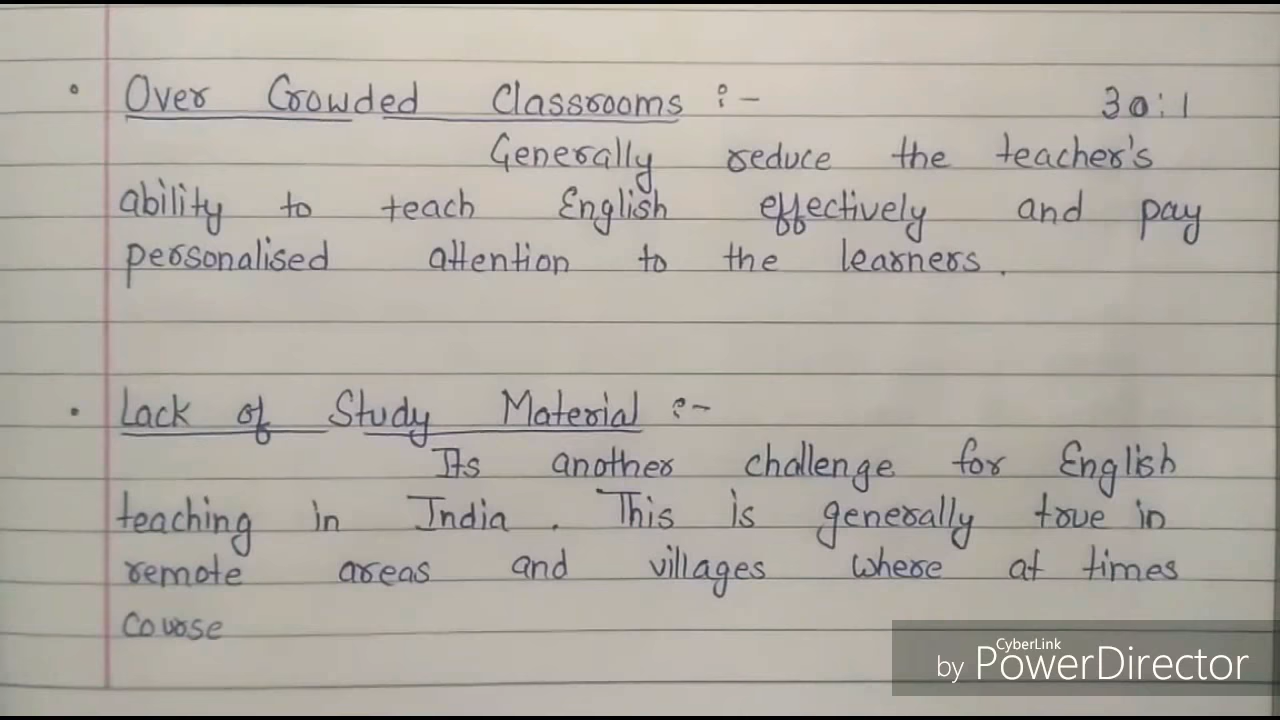 • Over Crowded Classrooms :- 30:1
Generally reduce the teacher's
ability to teach English effectively and pay
personalised attention to the learners.
• Lack of Study Material :-
Its another challenge for English
teaching in India. This is generally true in
remote areas and villages where at times
course
CyberLink
by PowerDirector